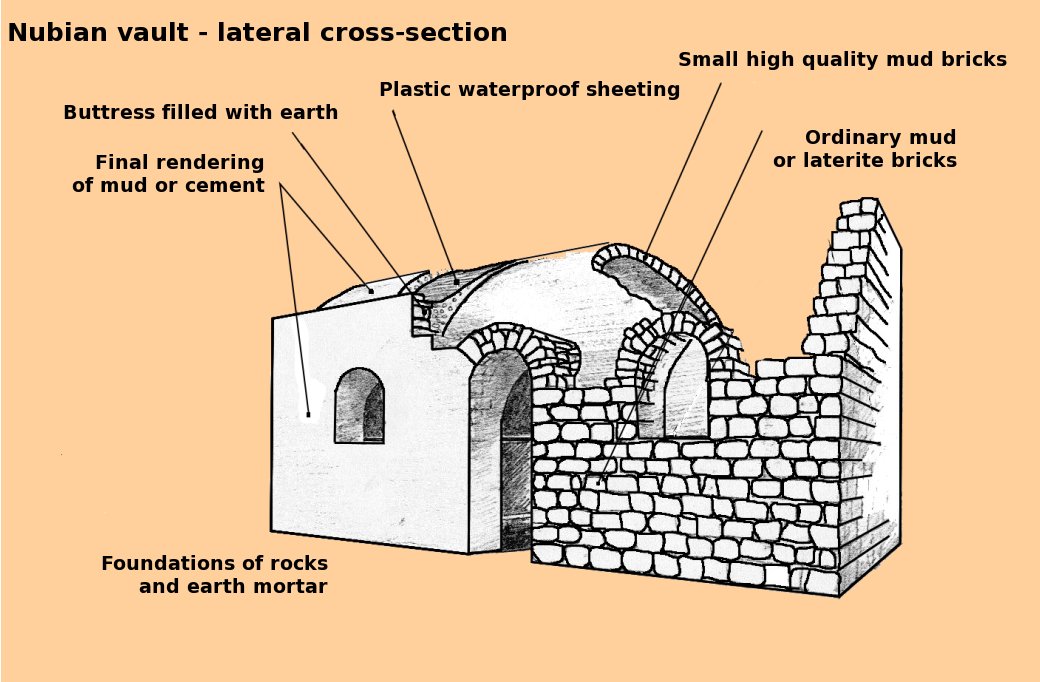 Nubian vault - lateral cross-section
Small high quality mud bricks
Plastic waterproof sheeting
Buttress filled with earth
Ordinary mud
or laterite bricks
Final rendering
of mud or cement
Foundations of rocks
and earth mortar